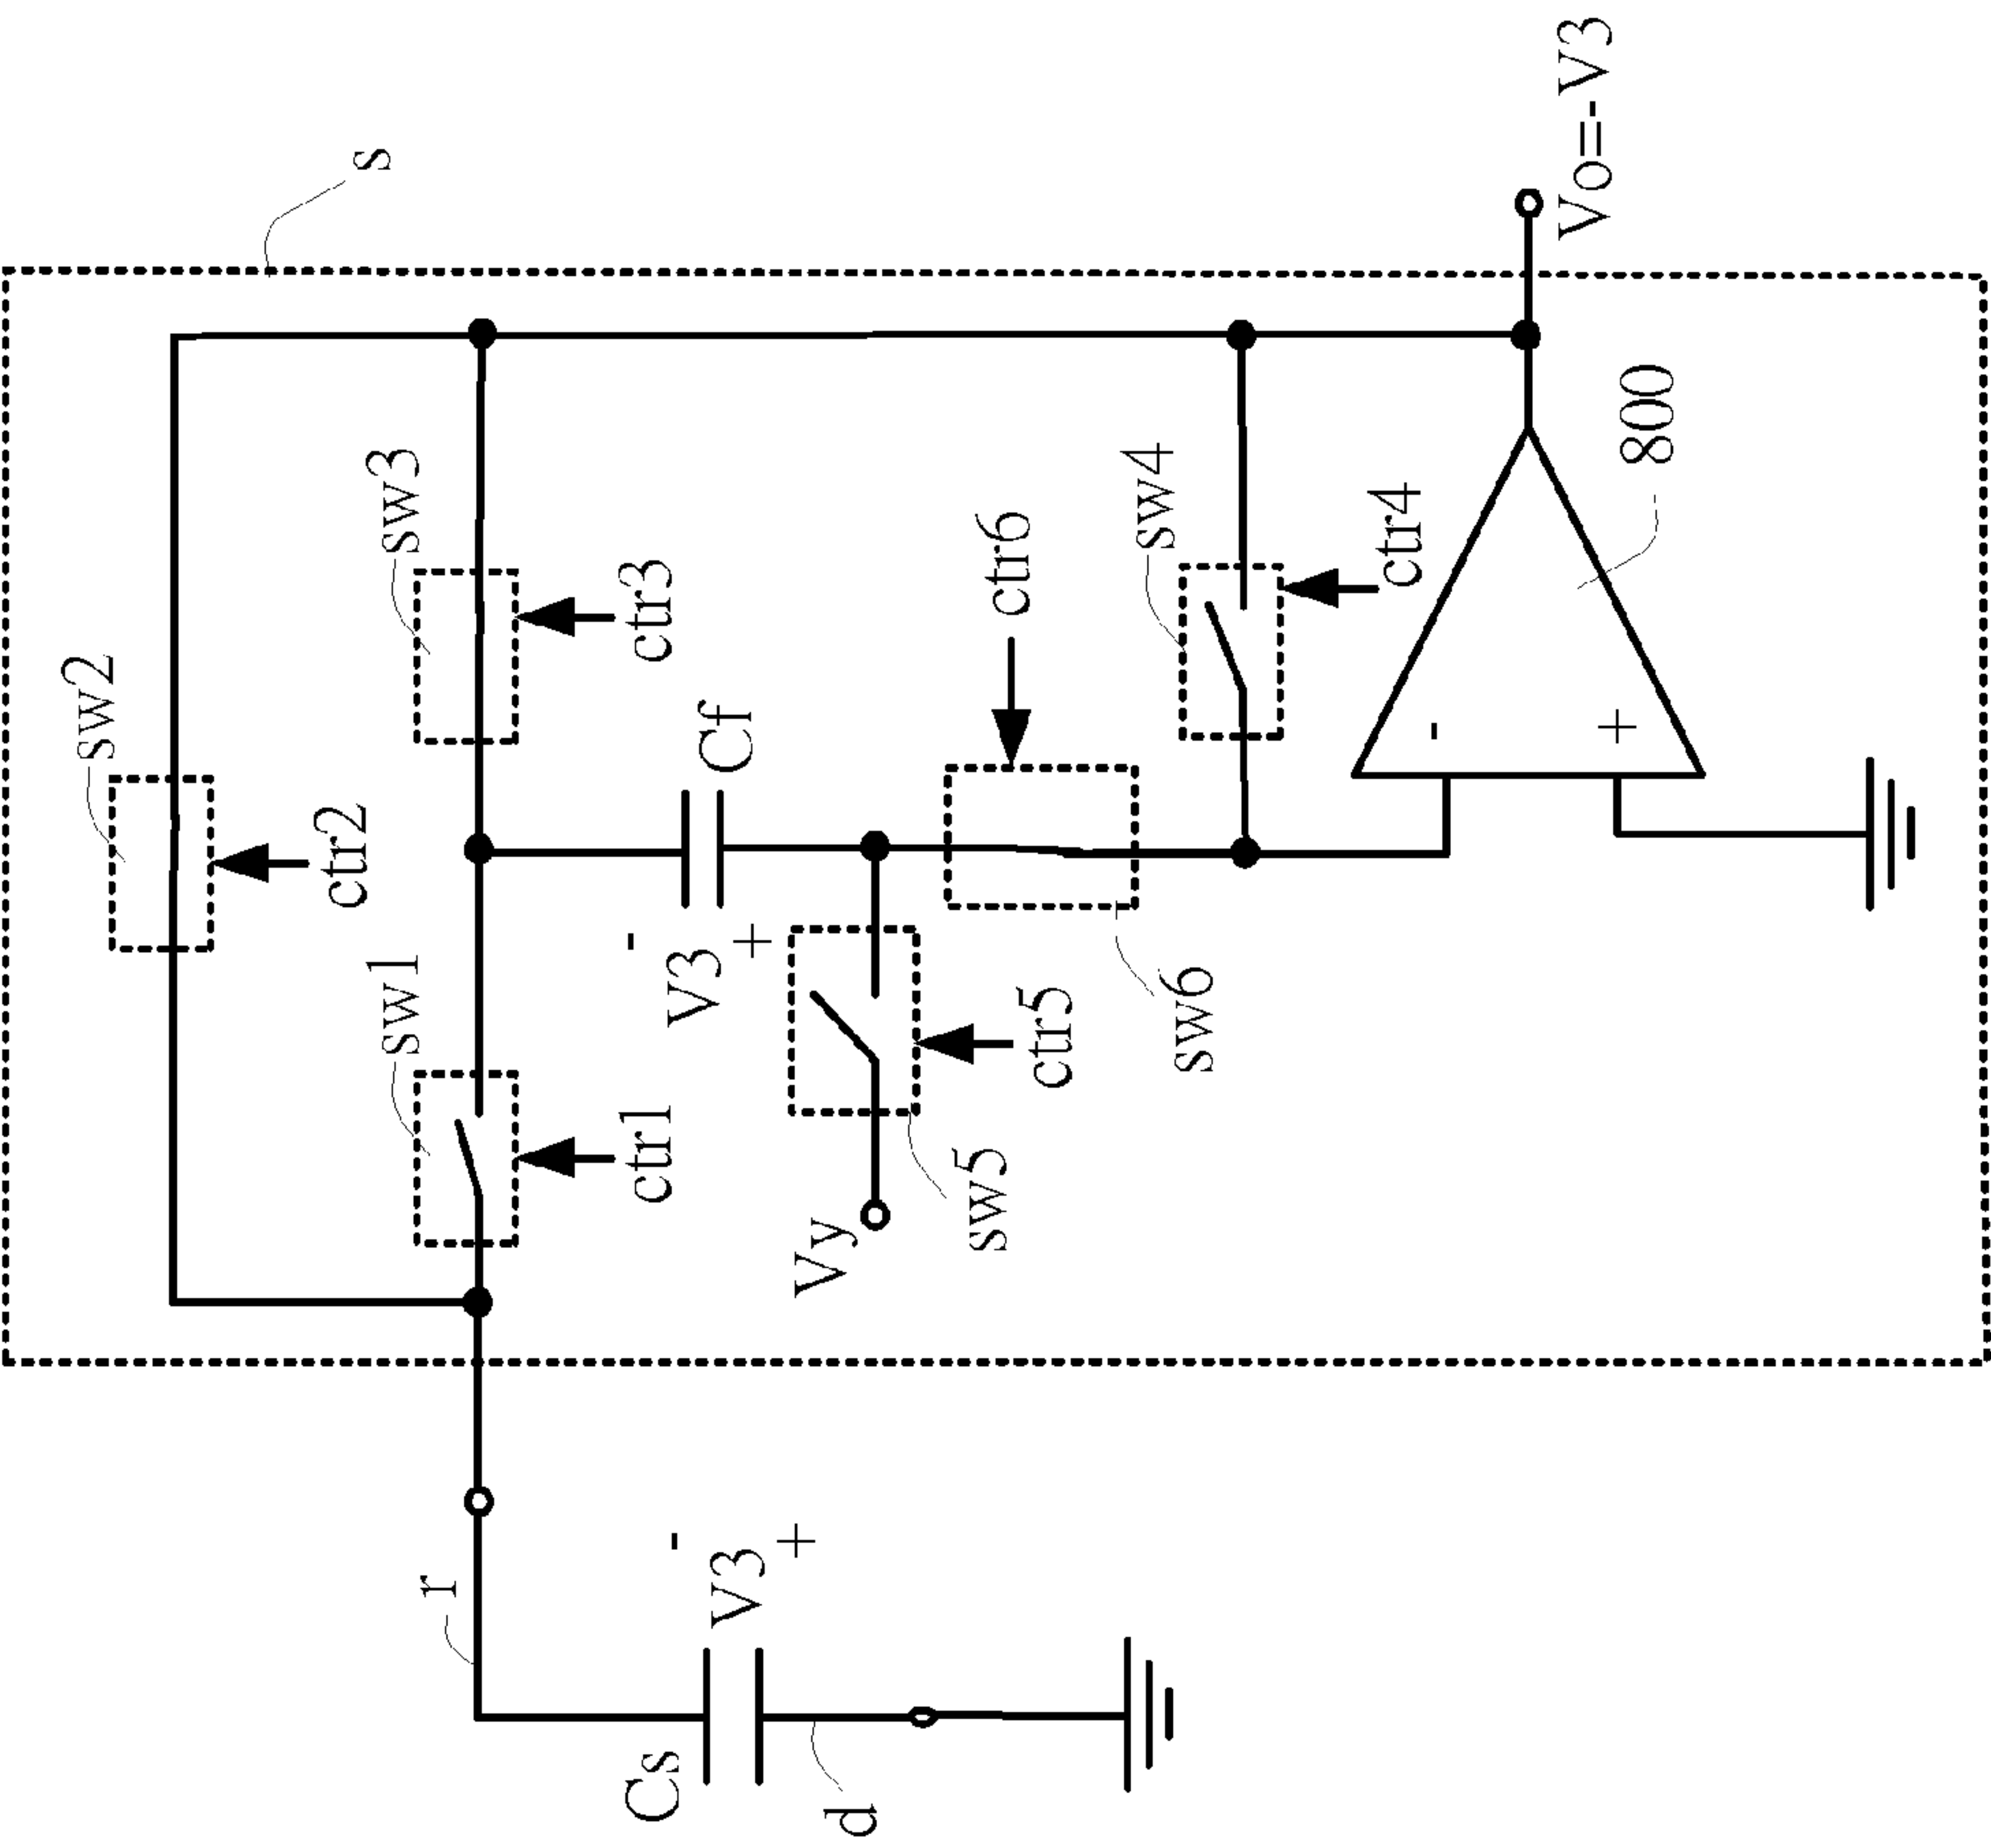 s
sw2
ctr2
sw1
sw3
ctr1
ctr3
r
Cf
-
V3
+
ctr6
sw4
Vy
ctr5
sw5
sw6
ctr4
Cs
-
V3
+
d
-
+
800
Vo=-V3